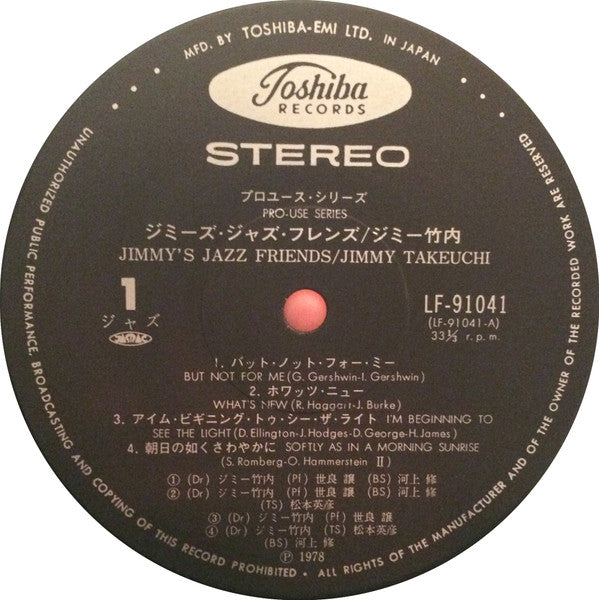 MFD. BY TOSHIBA-EMI LTD. IN JAPAN
Toshiba
RECORDS
STEREO
プロユース・シリーズ
PRO-USE SERIES
ジミーズ・ジャズ・フレンズ/ジミー竹内
JIMMY'S JAZZ FRIENDS/JIMMY TAKEUCHI
1
ジャズ
JASRAC
LF-91041
(LF-91041-A)
33⅓ r.p.m.
1. バット・ノット・フォー・ミー
BUT NOT FOR ME(G. Gershwin-I. Gershwin)
2. ホワッツ・ニュー
WHAT'S NEW (R. Haggart-J. Burke)
3. アイム・ビギニング・トゥ・シー・ザ・ライト I'M BEGINNING TO
SEE THE LIGHT(D. Ellington-J. Hodges-D. George-H. James)
4. 朝日の如くさわやかに SOFTLY AS IN A MORNING SUNRISE
(S. Romberg-O. Hammerstein Ⅱ)
① (Dr) ジミー竹内 (Pf) 世良 譲 (BS) 河上 修
② (Dr) ジミー竹内 (Pf) 世良 譲 (BS) 河上 修
(TS) 松本英彦
③ (Dr) ジミー竹内 (Pf) 世良 譲
④ (Dr) ジミー竹内 (TS) 松本英彦
(BS) 河上 修
Ⓟ 1978
UNAUTHORIZED PUBLIC PERFORMANCE, BROADCASTING AND COPYING OF THIS RECORD PROHIBITED • ALL RIGHTS OF THE MANUFACTURER AND OF THE OWNER OF THE RECORDED WORK ARE RESERVED